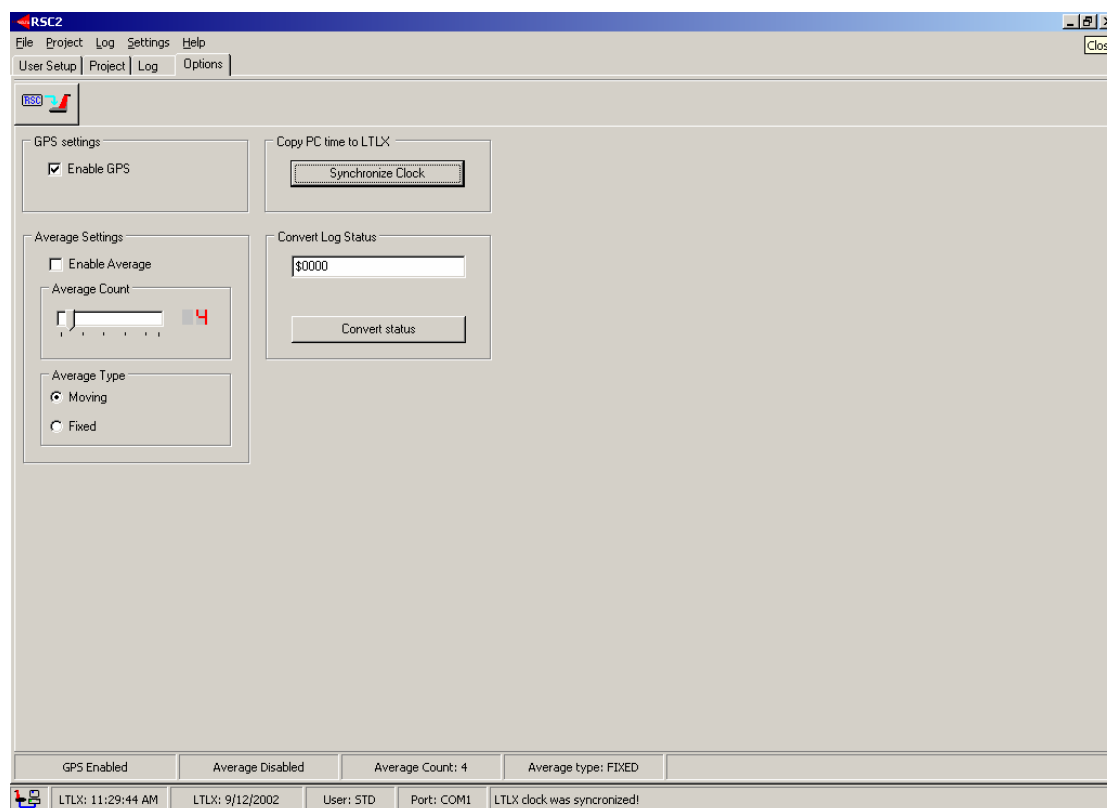 RSC2
File Project Log Settings Help
Clos
User Setup Project Log Options
RSC
GPS settings
Enable GPS
Copy PC time to LTLX
Synchronize Clock
Average Settings
Enable Average
Average Count
4
Average Type
Moving
Fixed
Convert Log Status
$0000
Convert status
GPS Enabled Average Disabled Average Count: 4 Average type: FIXED
LTLX: 11:29:44 AM LTLX: 9/12/2002 User: STD Port: COM1 LTLX clock was syncronized!